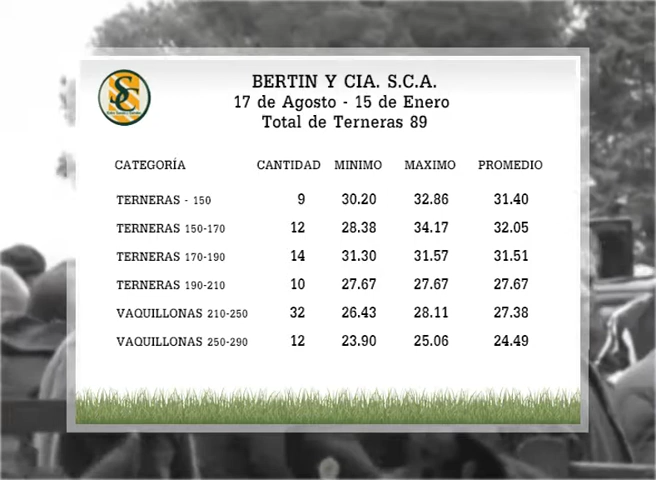 BERTIN Y CIA. S.C.A.
17 de Agosto - 15 de Enero
Total de Terneras 89
CATEGORÍA CANTIDAD MINIMO MAXIMO PROMEDIO
TERNERAS - 150 9 30.20 32.86 31.40
TERNERAS 150-170 12 28.38 34.17 32.05
TERNERAS 170-190 14 31.30 31.57 31.51
TERNERAS 190-210 10 27.67 27.67 27.67
VAQUILLONAS 210-250 32 26.43 28.11 27.38
VAQUILLONAS 250-290 12 23.90 25.06 24.49
SC